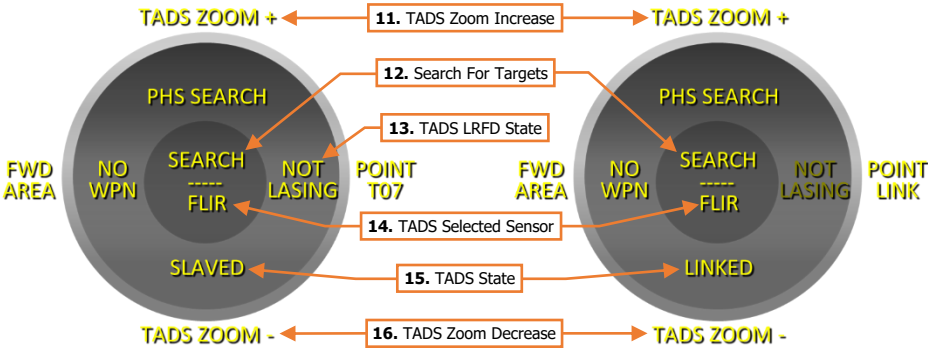 TADS ZOOM +
11. TADS Zoom Increase
TADS ZOOM +
12. Search For Targets
PHS SEARCH
PHS SEARCH
13. TADS LRFD State
FWD
AREA
NO
WPN
SEARCH
-----
FLIR
NOT
LASING
POINT
T07
FWD
AREA
NO
WPN
SEARCH
-----
FLIR
NOT
LASING
POINT
LINK
14. TADS Selected Sensor
SLAVED
15. TADS State
LINKED
TADS ZOOM -
16. TADS Zoom Decrease
TADS ZOOM -